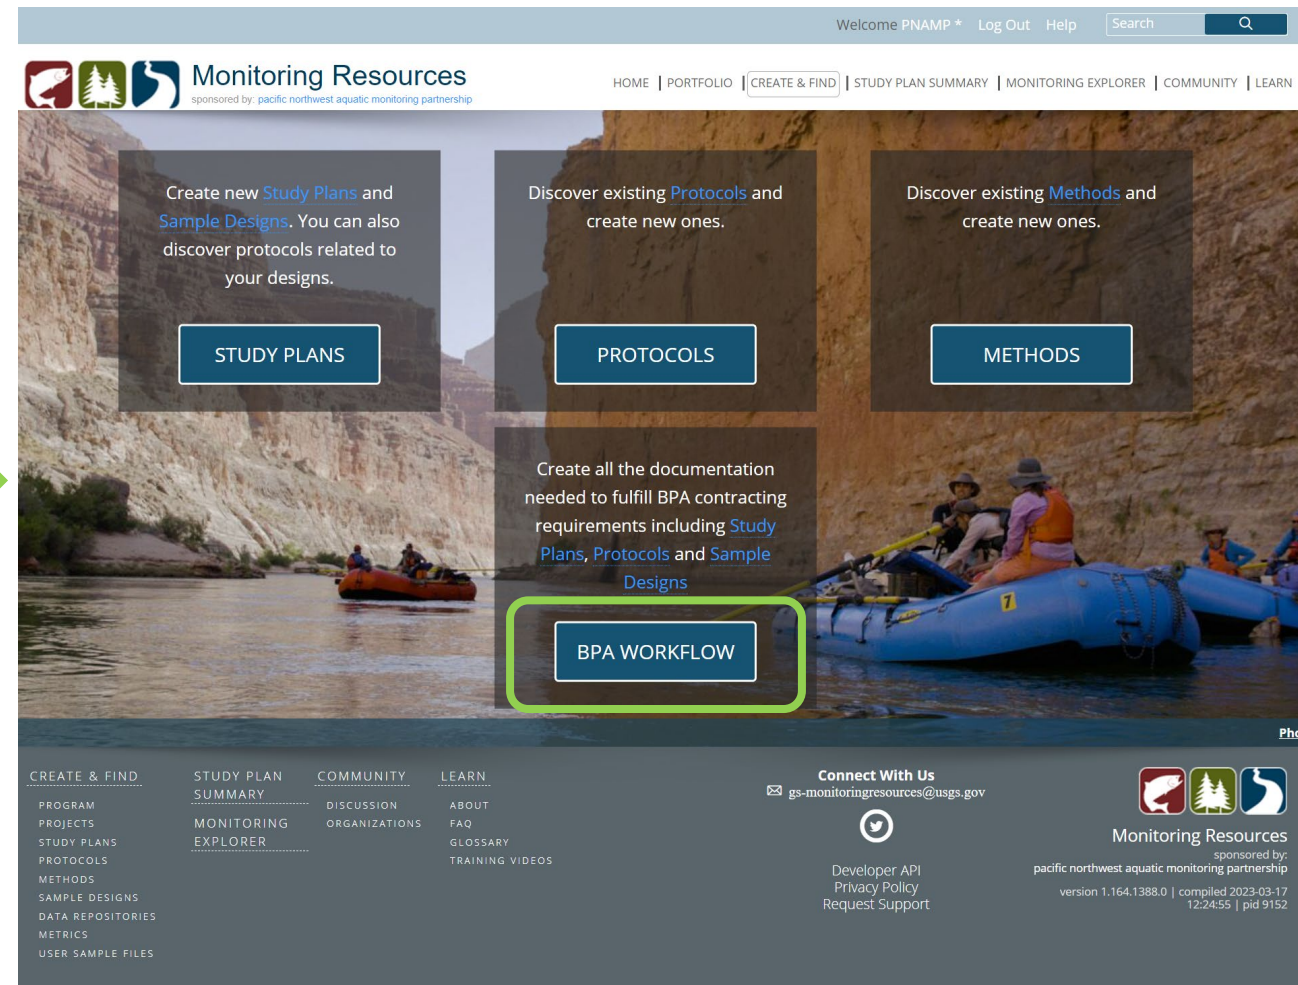 Welcome PNAMP * Log Out Help Search
Monitoring Resources
sponsored by: pacific northwest aquatic monitoring partnership
HOME | PORTFOLIO | CREATE & FIND | STUDY PLAN SUMMARY | MONITORING EXPLORER | COMMUNITY | LEARN
Create new Study Plans and
Sample Designs. You can also
discover protocols related to
your designs.
STUDY PLANS
Discover existing Protocols and
create new ones.
PROTOCOLS
Discover existing Methods and
create new ones.
METHODS
Create all the documentation
needed to fulfill BPA contracting
requirements including Study
Plans, Protocols and Sample
Designs
BPA WORKFLOW
7
Pho
CREATE & FIND
PROGRAM
PROJECTS
STUDY PLANS
PROTOCOLS
METHODS
SAMPLE DESIGNS
DATA REPOSITORIES
METRICS
USER SAMPLE FILES
STUDY PLAN
SUMMARY
MONITORING
EXPLORER
COMMUNITY
DISCUSSION
ORGANIZATIONS
LEARN
ABOUT
FAQ
GLOSSARY
TRAINING VIDEOS
Connect With Us
gs-monitoringresources@usgs.gov
Developer API
Privacy Policy
Request Support
Monitoring Resources
sponsored by:
pacific northwest aquatic monitoring partnership
version 1.164.1388.0 | compiled 2023-03-17
12:24:55 | pid 9152